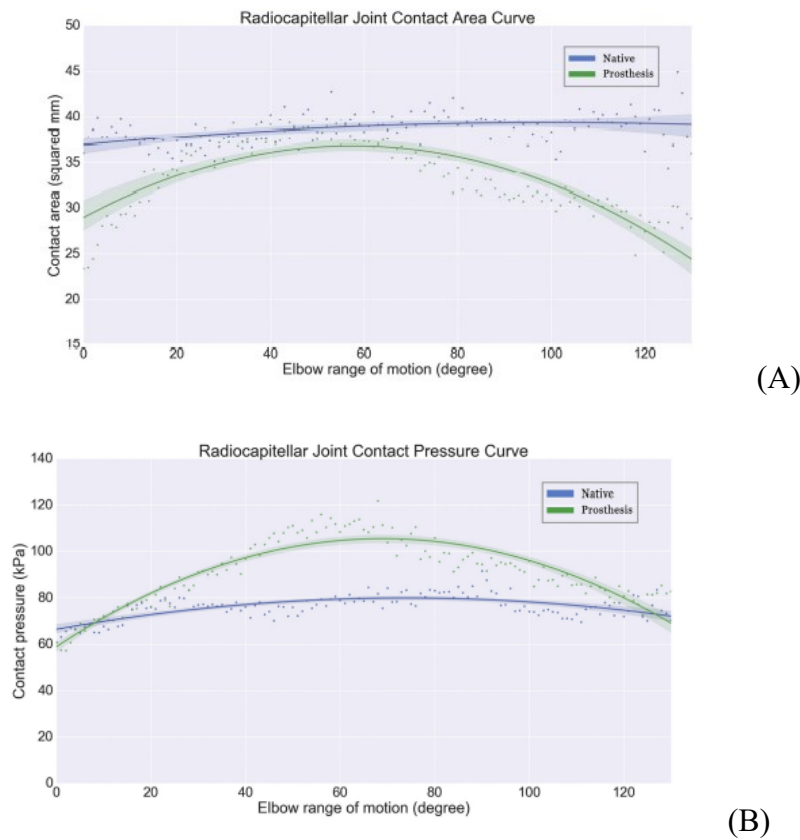 Radiocapitellar Joint Contact Area Curve
50
45
40
35
30
25
20
15
Contact area (squared mm)
Native
Prosthesis
0 20 40 60 80 100 120
Elbow range of motion (degree)
(A)
Radiocapitellar Joint Contact Pressure Curve
140
120
100
80
60
40
20
0
Contact pressure (kPa)
Native
Prosthesis
0 20 40 60 80 100 120
Elbow range of motion (degree)
(B)